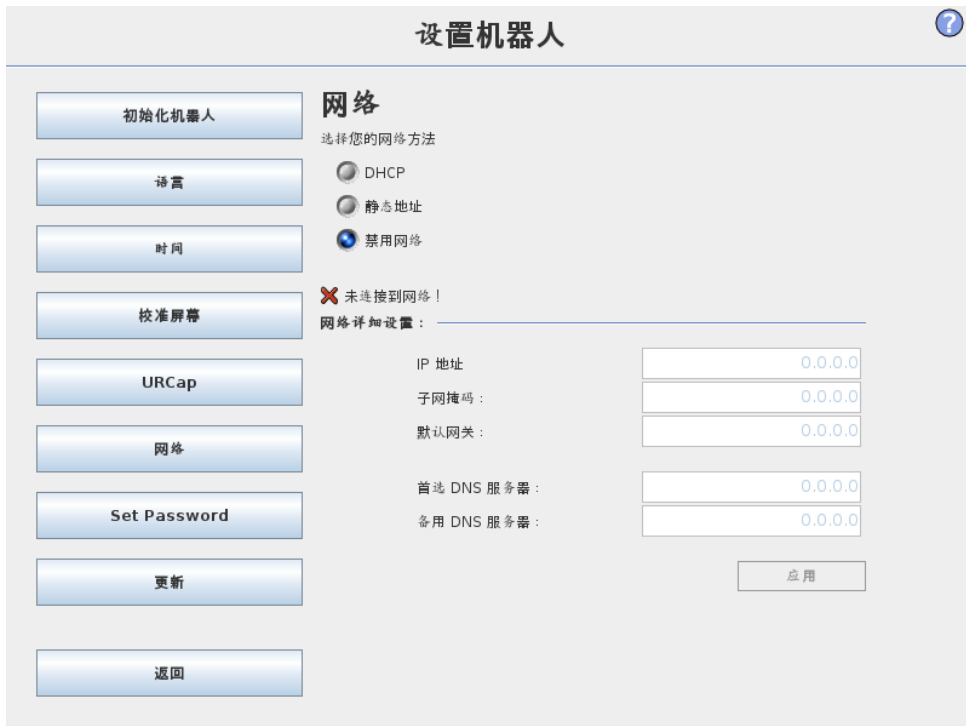 设置机器人
?
初始化机器人
语言
时间
校准屏幕
URCap
网络
Set Password
更新
返回
网络
选择您的网络方法
DHCP
静态地址
禁用网络
未连接到网络！
网络详细设置：
IP 地址 0.0.0.0
子网掩码： 0.0.0.0
默认网关： 0.0.0.0
首选 DNS 服务器： 0.0.0.0
备用 DNS 服务器： 0.0.0.0
应用